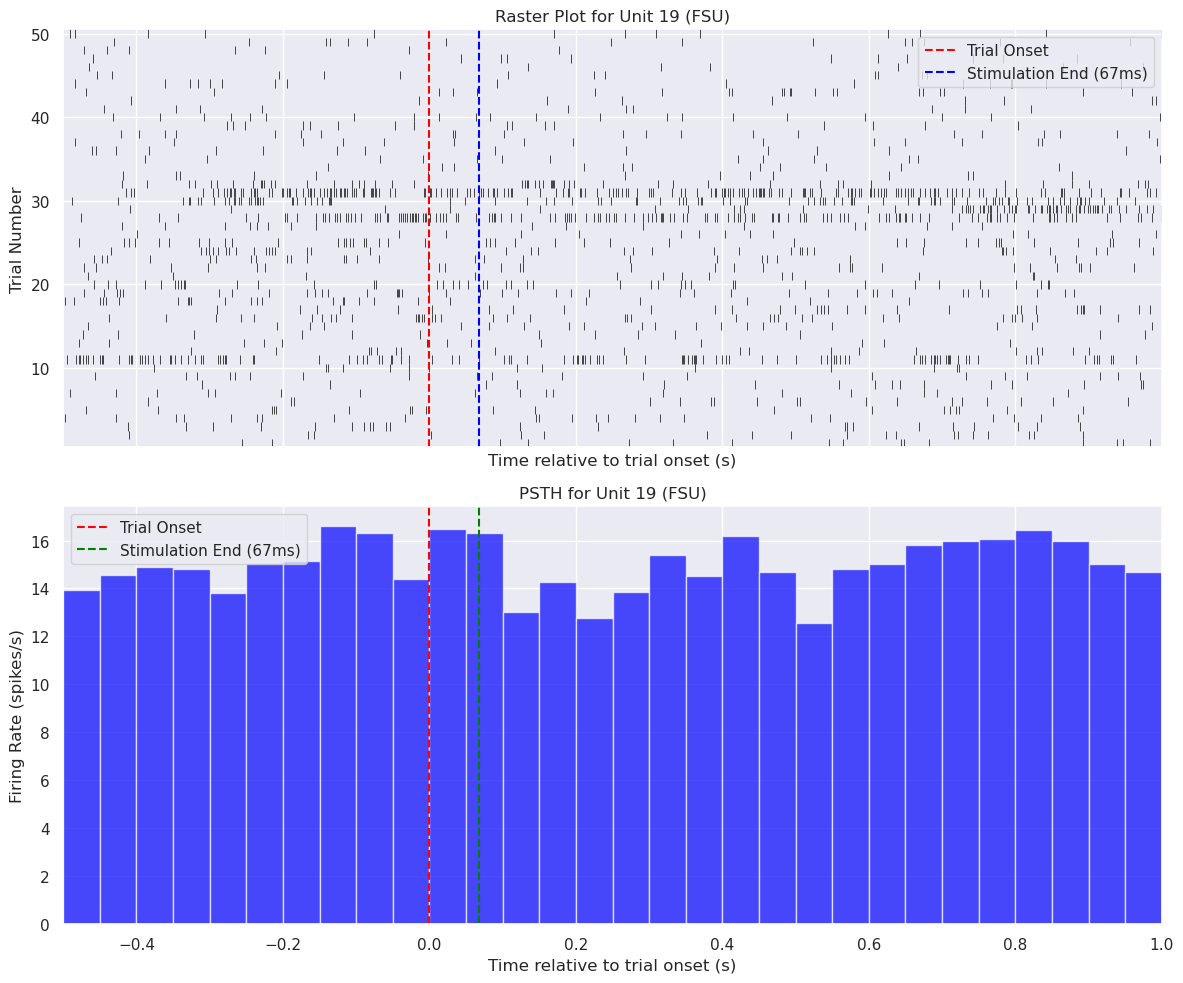 Raster Plot for Unit 19 (FSU)
Trial Onset
Stimulation End (67ms)
50
40
30
20
10
Trial Number
Time relative to trial onset (s)
PSTH for Unit 19 (FSU)
Trial Onset
Stimulation End (67ms)
16
14
12
10
8
6
4
2
0
Firing Rate (spikes/s)
−0.4
−0.2
0.0
0.2
0.4
0.6
0.8
1.0
Time relative to trial onset (s)